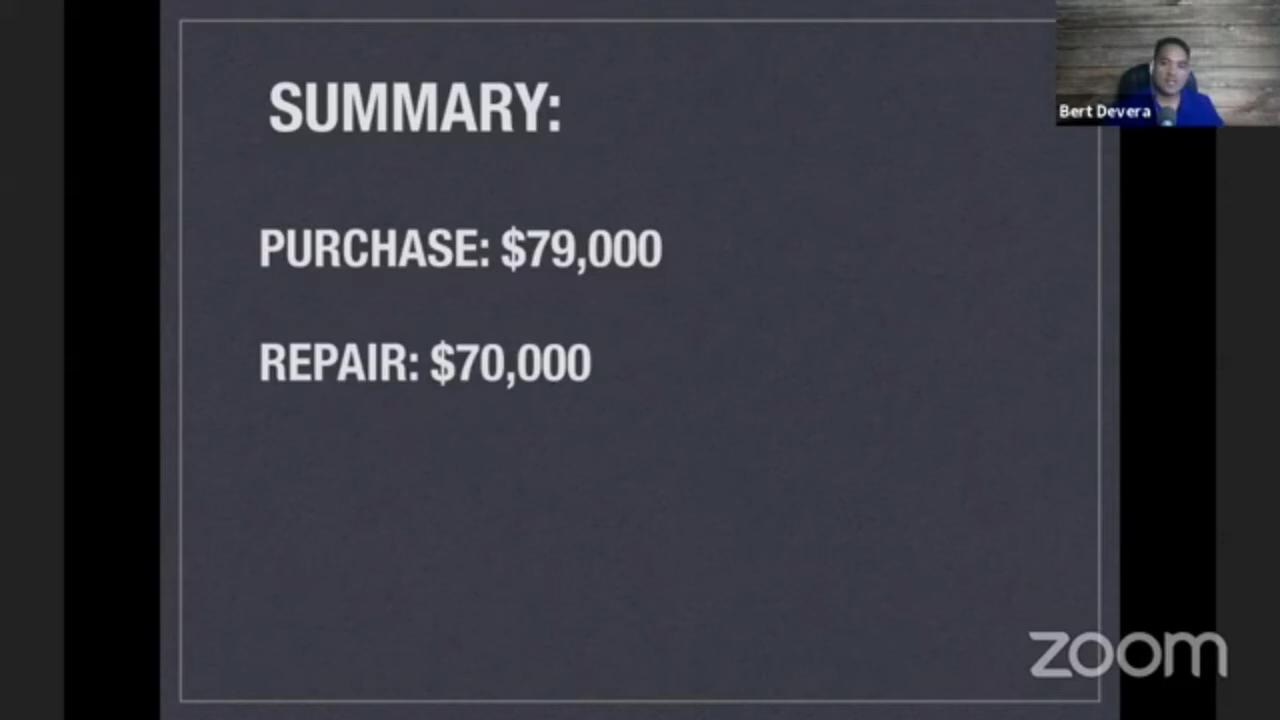 SUMMARY:
PURCHASE: $79,000
REPAIR: $70,000
Bert Devera
zoom